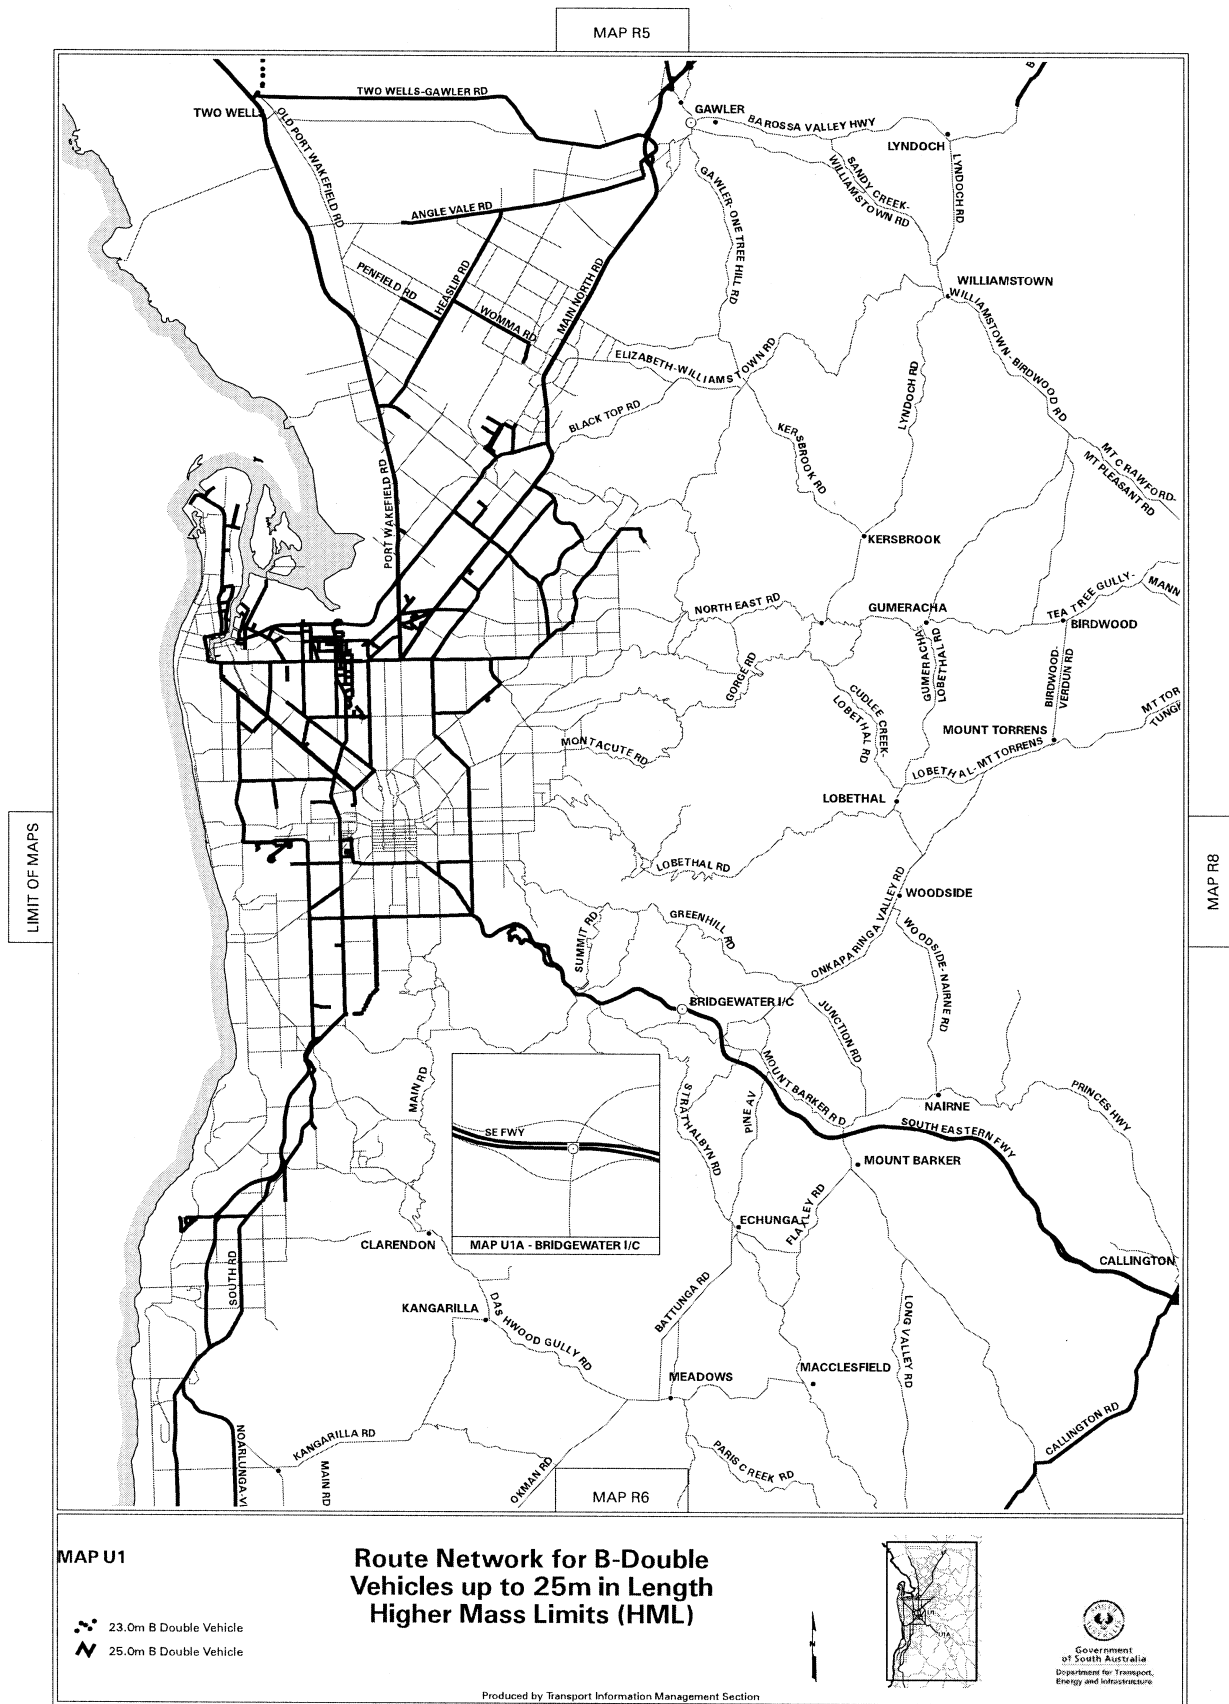 MAP R5
TWO WELLS-GAWLER RD
TWO WELLS
OLD PORT WAKEFIELD RD
GAWLER
BAROSSA VALLEY HWY
LYNDOCH
LYNDOCH RD
SANDY CREEK-
WILLIAMSTOWN RD
GAWLER-ONE TREE HILL RD
ANGLE VALE RD
PENFIELD RD
HEASLIP RD
WOMMA RD
MAIN NORTH RD
WILLIAMSTOWN
WILLIAMSTOWN-BIRDWOOD RD
ELIZABETH-WILLIAMSTOWN RD
LYNDOCH RD
BLACK TOP RD
KERSBROOK RD
MT CRAWFORD-
MT PLEASANT RD
PORT WAKEFIELD RD
KERSBROOK
NORTH EAST RD
GUMERACHA
TEA TREE GULLY-
MANN
BIRDWOOD
GORGE RD
GUMERACHA
LOBETHAL RD
BIRDWOOD-
VERDUN RD
CUDLEE CREEK-
LOBETHAL RD
MT TOR
TUNGK
MOUNT TORRENS
MONTACUTE RD
LOBETHAL-MT TORRENS
LOBETHAL
LIMIT OF MAPS
MAP R8
LOBETHAL RD
WOODSIDE
ONKAPARINGA VALLEY RD
SUMMIT RD
GREENHILL RD
WOODSIDE-NAIRNE RD
BRIDGEWATER I/C
JUNCTION RD
MAIN RD
MOUNT BARKER RD
STRATHALBYN RD
PINE AV
NAIRNE
PRINCES HWY
SE FWY
SOUTH EASTERN FWY
MOUNT BARKER
ECHUNGA
FLAXLEY RD
CLARENDON
MAP U1A - BRIDGEWATER I/C
CALLINGTON
SOUTH RD
KANGARILLA
DASHWOOD GULLY RD
BATTUNGA RD
LONG VALLEY RD
MEADOWS
MACCLESFIELD
CALLINGTON RD
NOARLUNGA-VI
KANGARILLA RD
MAIN RD
OKMAN RD
PARIS CREEK RD
MAP R6
MAP U1
Route Network for B-Double
Vehicles up to 25m in Length
Higher Mass Limits (HML)
23.0m B Double Vehicle
25.0m B Double Vehicle
N
U1A
Government
of South Australia
Department for Transport,
Energy and Infrastructure
Produced by Transport Information Management Section